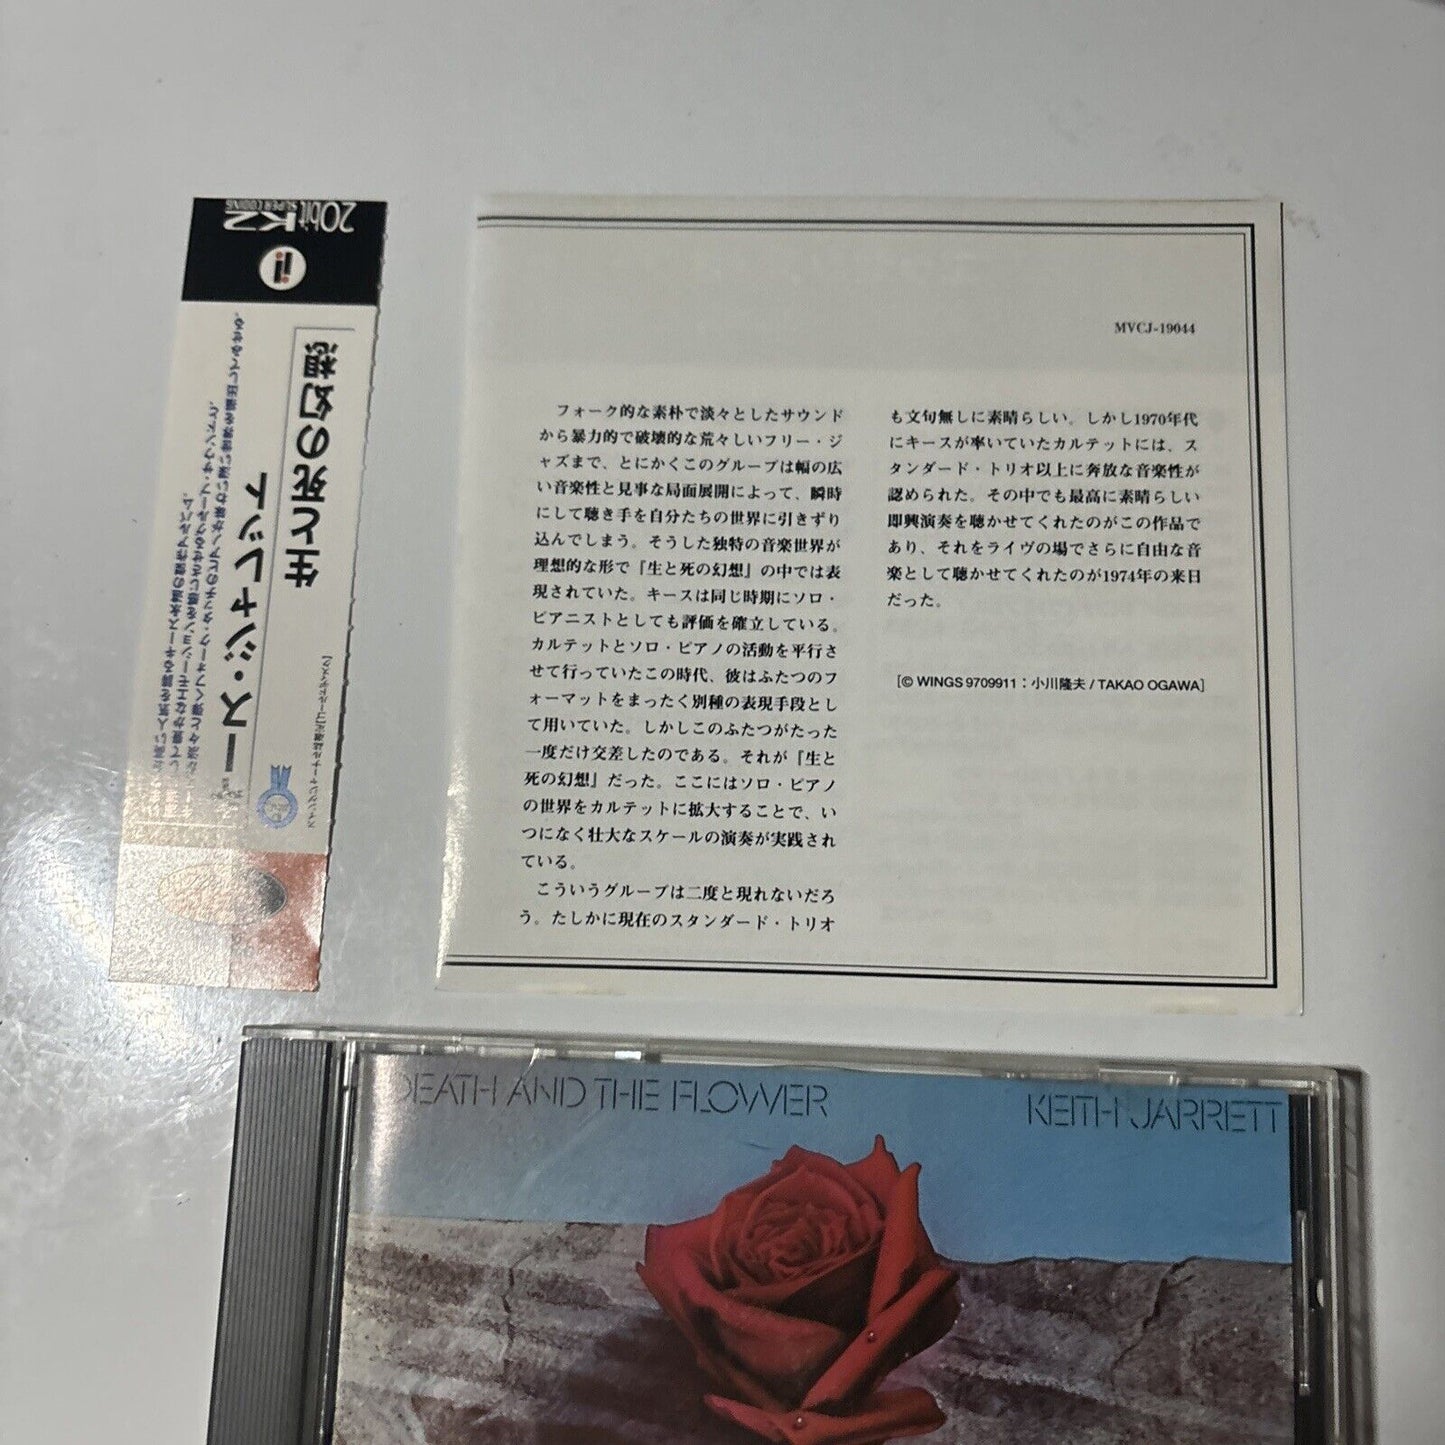 20bit K2
SUPER CODING
キース・ジャレット
生と死の幻想
スイングジャーナル誌選定[ゴールドディスク]
MVCJ-19044
フォーク的な素朴で淡々としたサウンド
から暴力的で破壊的な荒々しいフリー・ジ
ャズまで、とにかくこのグループは幅の広
い音楽性と見事な局面展開によって、瞬時
にして聴き手を自分たちの世界に引きずり
込んでしまう。そうした独特の音楽世界が
理想的な形で『生と死の幻想』の中では表
現されていた。キースは同じ時期にソロ・
ピアニストとしても評価を確立している。
カルテットとソロ・ピアノの活動を平行さ
せて行っていたこの時代、彼はふたつのフ
ォーマットをまったく別種の表現手段とし
て用いていた。しかしこのふたつがたった
一度だけ交差したのである。それが『生と
死の幻想』だった。ここにはソロ・ピアノ
の世界をカルテットに拡大することで、い
つになく壮大なスケールの演奏が実践され
ている。
こういうグループは二度と現れないだろ
う。たしかに現在のスタンダード・トリオ
も文句無しに素晴らしい。しかし1970年代
にキースが率いていたカルテットには、ス
タンダード・トリオ以上に奔放な音楽性が
認められた。その中でも最高に素晴らしい
即興演奏を聴かせてくれたのがこの作品で
あり、それをライヴの場でさらに自由な音
楽として聴かせてくれたのが1974年の来日
だった。
[© WINGS 9709911：小川隆夫 / TAKAO OGAWA]
DEATH AND THE FLOWER
KEITH JARRETT